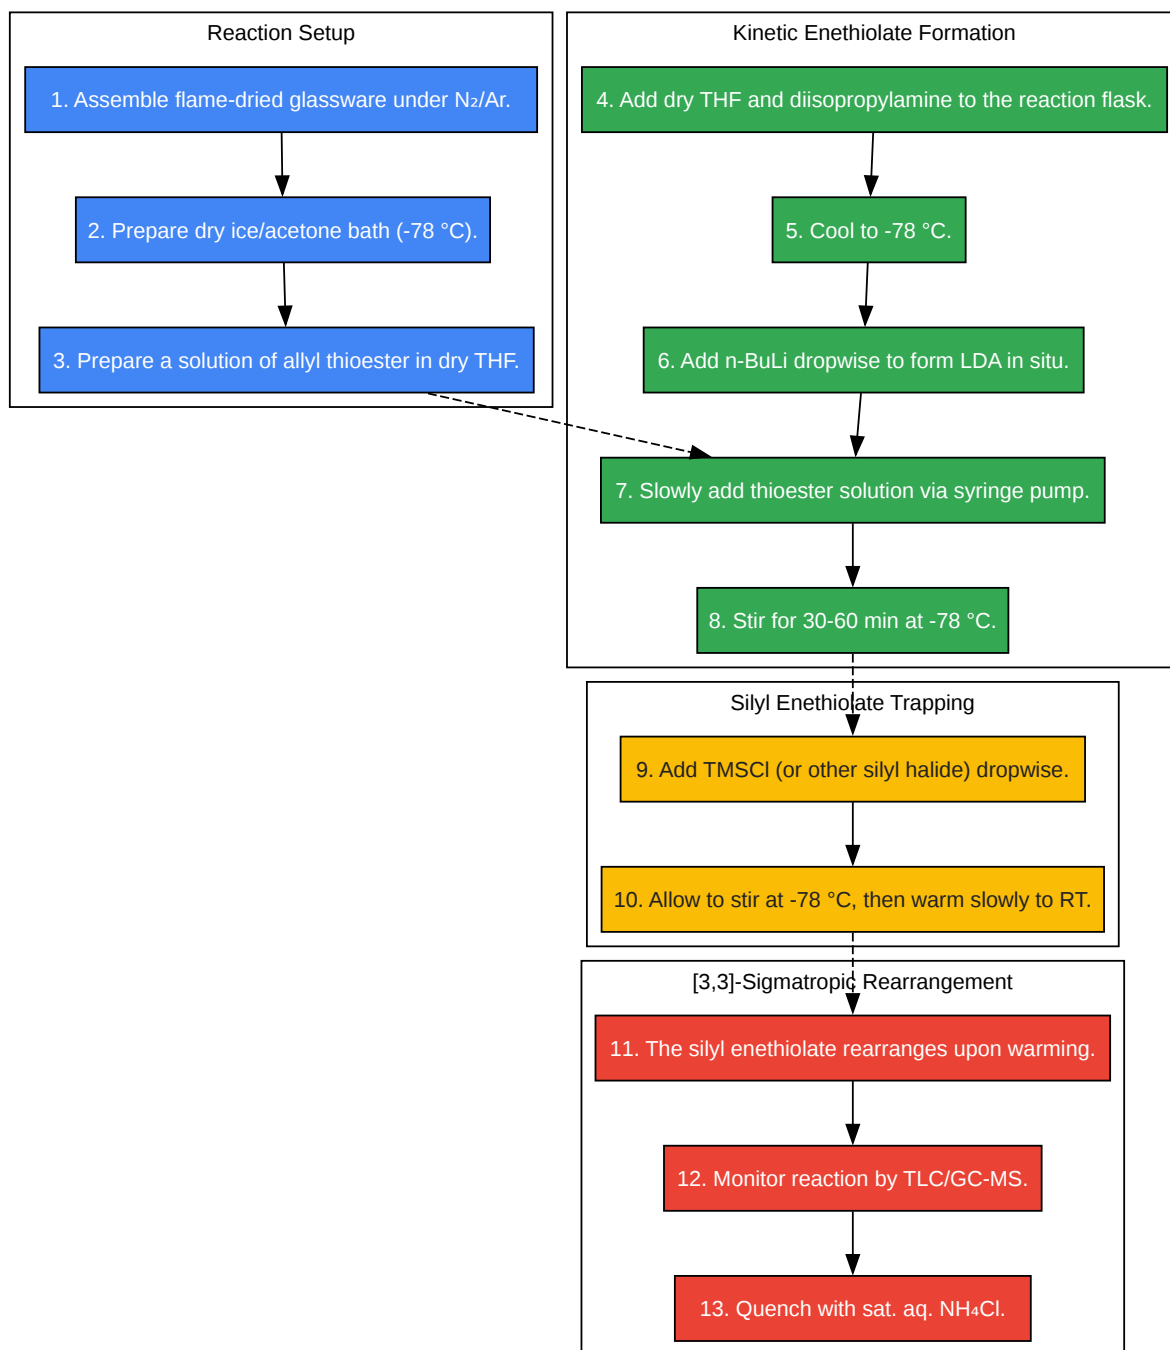 Reaction Setup
1. Assemble flame-dried glassware under N₂/Ar.
2. Prepare dry ice/acetone bath (-78 °C).
3. Prepare a solution of allyl thioester in dry THF.
Kinetic Enethiolate Formation
4. Add dry THF and diisopropylamine to the reaction flask.
5. Cool to -78 °C.
6. Add n-BuLi dropwise to form LDA in situ.
7. Slowly add thioester solution via syringe pump.
8. Stir for 30-60 min at -78 °C.
Silyl Enethiolate Trapping
9. Add TMSCl (or other silyl halide) dropwise.
10. Allow to stir at -78 °C, then warm slowly to RT.
[3,3]-Sigmatropic Rearrangement
11. The silyl enethiolate rearranges upon warming.
12. Monitor reaction by TLC/GC-MS.
13. Quench with sat. aq. NH₄Cl.